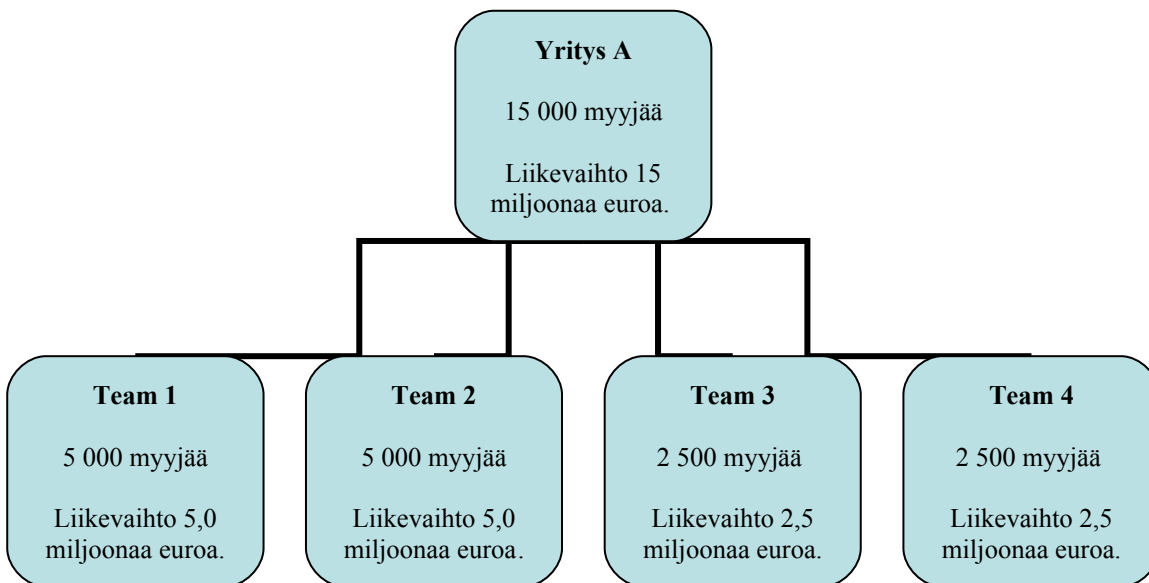 Yritys A
15 000 myyjää
Liikevaihto 15
miljoonaa euroa.
Team 1
5 000 myyjää
Liikevaihto 5,0
miljoonaa euroa.
Team 2
5 000 myyjää
Liikevaihto 5,0
miljoonaa euroa.
Team 3
2 500 myyjää
Liikevaihto 2,5
miljoonaa euroa.
Team 4
2 500 myyjää
Liikevaihto 2,5
miljoonaa euroa.